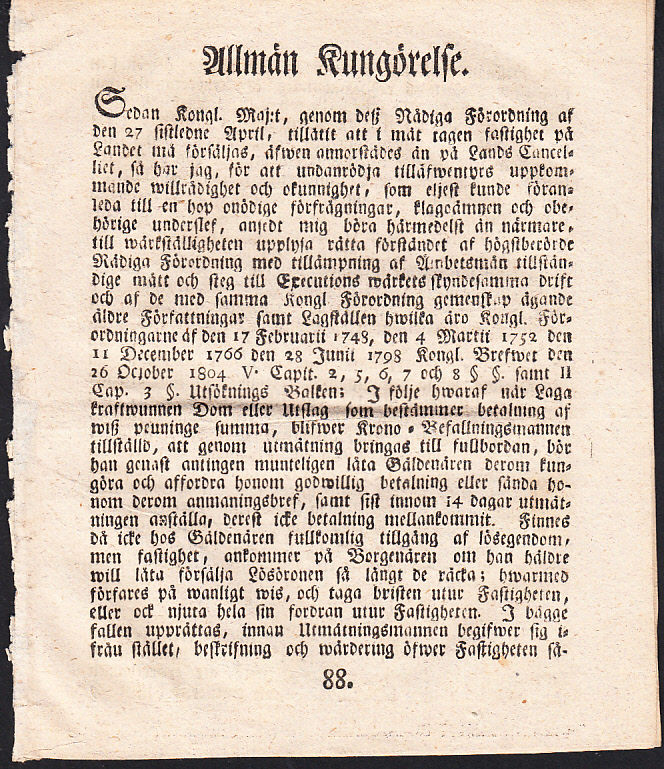 Allmän Kungörelse.
Sedan Kongl. Maj:t, genom deß Nådiga Förordning af
den 27 sistledne April, tillåtit att i mät tagen fastighet på
Landet må försäljas, äfwen annorstädes än på Lands Cancel-
liet, så har jag, för att undanrödja tilläfwentyrs uppkom-
mande willrådighet och okunnighet, som eljest kunde föran-
leda till en hop onödige förfrågningar, klagoämnen och obe-
hörige underslef, ansedt mig böra härmedelst än närmare,
till wärkställigheten upplysa rätta förståndet af högstberörde
Nådiga Förordning med tillämpning af Ämbetsmän tillstän-
dige mått och steg till Executions wärkets skyndesamma drift
och af de med samma Kongl Förordning gemenskap ägande
äldre Författningar samt Lagställen hwilka äro Kongl. För-
ordningarne af den 17 Februarii 1748, den 4 Martii 1752 den
11 December 1766 den 28 Junii 1798 Kongl. Brefwet den
26 October 1804 V. Capit. 2, 5, 6, 7 och 8 § §. samt II
Cap. 3 §. Utsöknings Balken; I följe hwaraf när Laga
kraftwunnen Dom eller Utslag som bestämmer betalning af
wiß penninge summa, blifwer Krono-Befallningsmannen
tillställd, att genom utmätning bringas till fullbordan, bör
han genast antingen munteligen låta Gäldenären derom kun-
göra och affordra honom godwillig betalning eller sända ho-
nom derom anmaningsbref, samt sist innom 14 dagar utmät-
ningen anställa, derest icke betalning mellankommit. Finnes
då icke hos Gäldenären fullkomlig tillgång af lösegendom,
men fastighet, ankommer på Borgenären om han häldre
will låta försälja Lösöronen så långt de räcka; hwarmed
förfares på wanligt wis, och taga bristen utur Fastigheten,
eller ock njuta hela sin fordran utur Fastigheten. I bägge
fallen upprättas, innan Utmätningsmannen begifwer sig i-
från stället, beskrifning och wärdering öfwer Fastigheten så-
88.